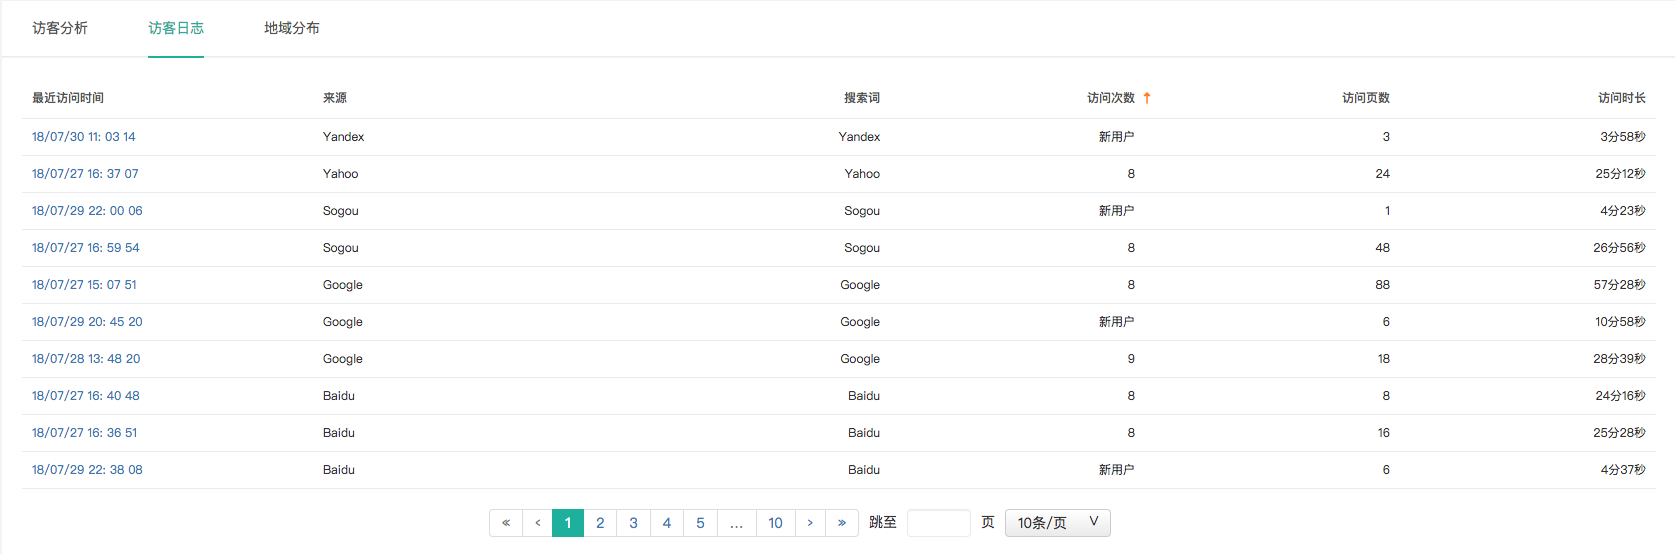 访客分析 访客日志 地域分布
最近访问时间 来源 搜索词 访问次数 ↑ 访问页数 访问时长
18/07/30 11: 03 14 Yandex Yandex 新用户 3 3分58秒
18/07/27 16: 37 07 Yahoo Yahoo 8 24 25分12秒
18/07/29 22: 00 06 Sogou Sogou 新用户 1 4分23秒
18/07/27 16: 59 54 Sogou Sogou 8 48 26分56秒
18/07/27 15: 07 51 Google Google 8 88 57分28秒
18/07/29 20: 45 20 Google Google 新用户 6 10分58秒
18/07/28 13: 48 20 Google Google 9 18 28分39秒
18/07/27 16: 40 48 Baidu Baidu 8 8 24分16秒
18/07/27 16: 36 51 Baidu Baidu 8 16 25分28秒
18/07/29 22: 38 08 Baidu Baidu 新用户 6 4分37秒
« ‹ 1 2 3 4 5 ... 10 › » 跳至 页 10条/页 V